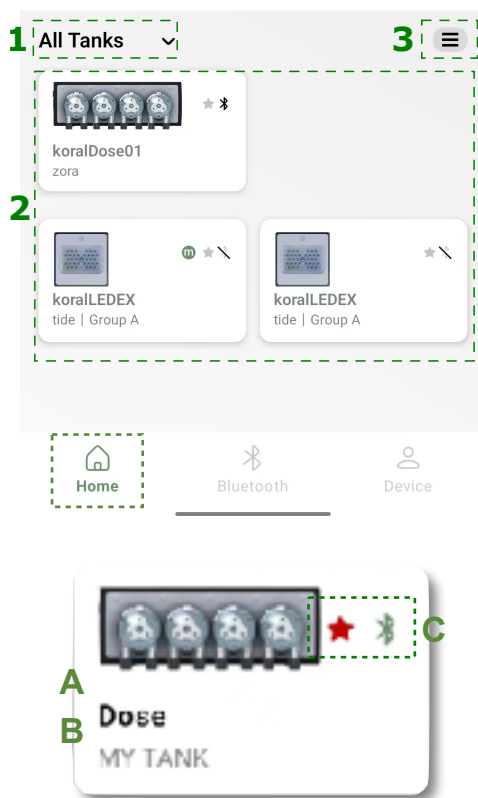 1 All Tanks 3
koralDose01
zora
2
m
koralLEDEX
tide | Group A
koralLEDEX
tide | Group A
Home Bluetooth Device
C
A
Dose
B
MY TANK